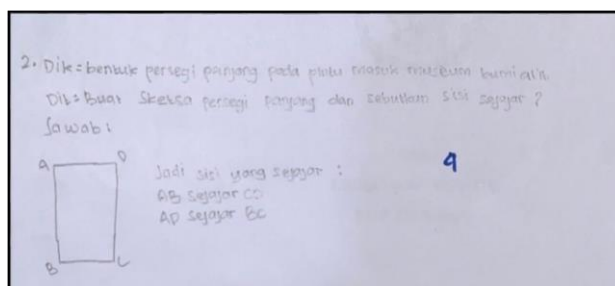 2. Dik = bentuk persegi panjang pada pintu masuk museum bumi ala
Dit = Buat Sketsa persegi panjang dan sebutkan sisi sejajar ?
Jawab :
A D
Jadi sisi yang sejajar :
4
AB sejajar CD
AD sejajar BC
B C